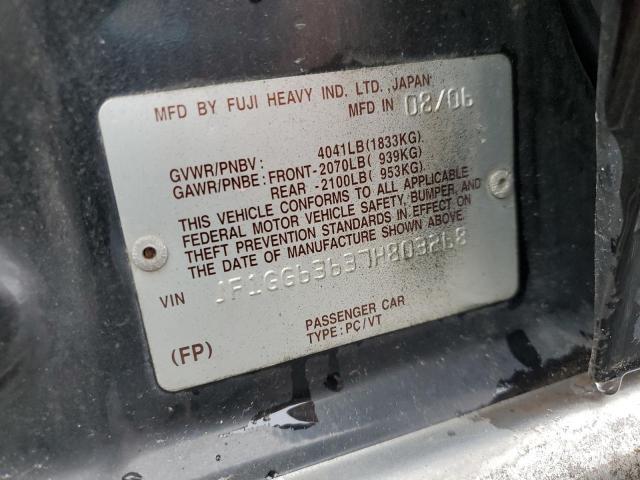 MFD BY FUJI HEAVY IND. LTD., JAPAN
MFD IN 08/06
GVWR/PNBV: 4041LB(1833KG)
GAWR/PNBE: FRONT-2070LB( 939KG)
REAR -2100LB( 953KG)
THIS VEHICLE CONFORMS TO ALL APPLICABLE
FEDERAL MOTOR VEHICLE SAFETY, BUMPER, AND
THEFT PREVENTION STANDARDS IN EFFECT ON
THE DATE OF MANUFACTURE SHOWN ABOVE.
VIN JF1GG63637H803268
PASSENGER CAR
(FP) TYPE: PC/VT